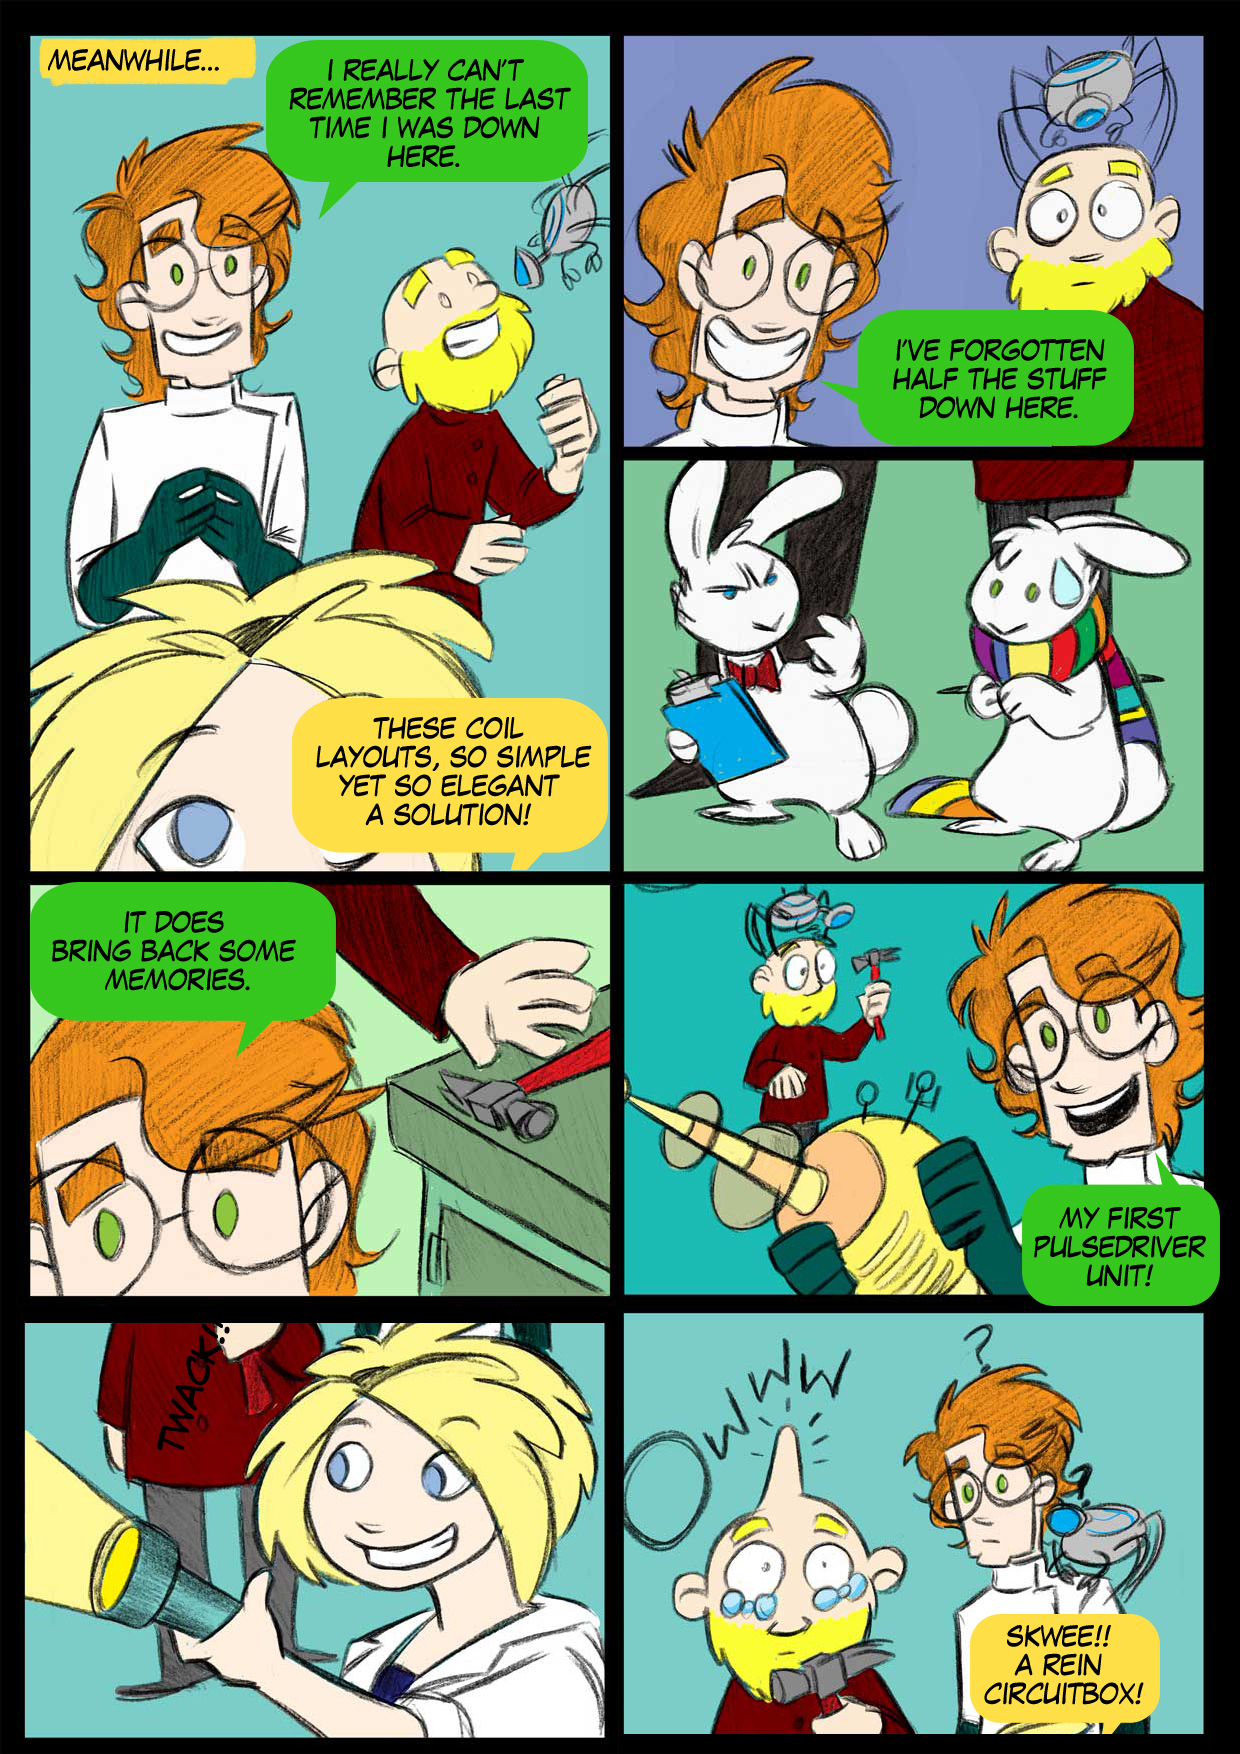 MEANWHILE...
I REALLY CAN'T
REMEMBER THE LAST
TIME I WAS DOWN
HERE.
THESE COIL
LAYOUTS, SO SIMPLE
YET SO ELEGANT
A SOLUTION!
I'VE FORGOTTEN
HALF THE STUFF
DOWN HERE.
IT DOES
BRING BACK SOME
MEMORIES.
MY FIRST
PULSEDRIVER
UNIT!
TWACK!!
OWWWW
?
?
SKWEE!!
A REIN
CIRCUITBOX!